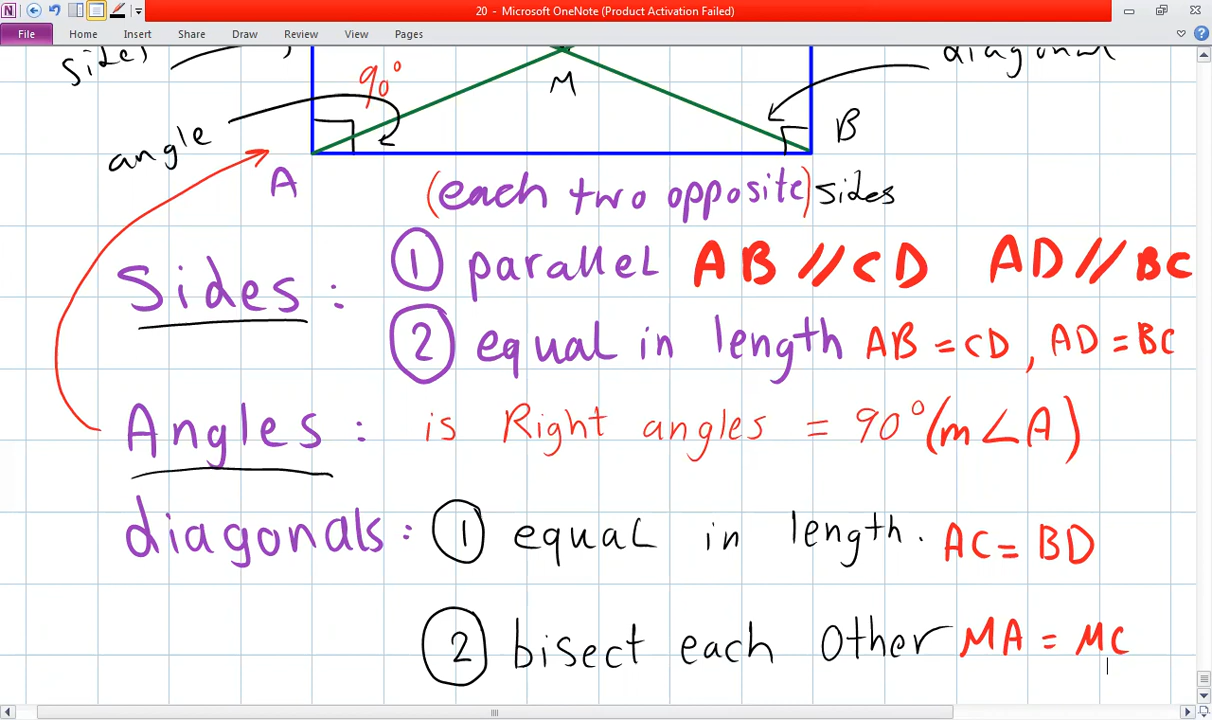 20 - Microsoft OneNote (Product Activation Failed)
File Home Insert Share Draw Review View Pages
sides
diagonal
90°
M
angle
B
A
(each two opposite) sides
Sides : ① parallel AB // CD AD // BC
② equal in length AB = CD , AD = BC
Angles : is Right angles = 90° (m∠A)
diagonals : ① equal in length. AC = BD
② bisect each Other MA = MC